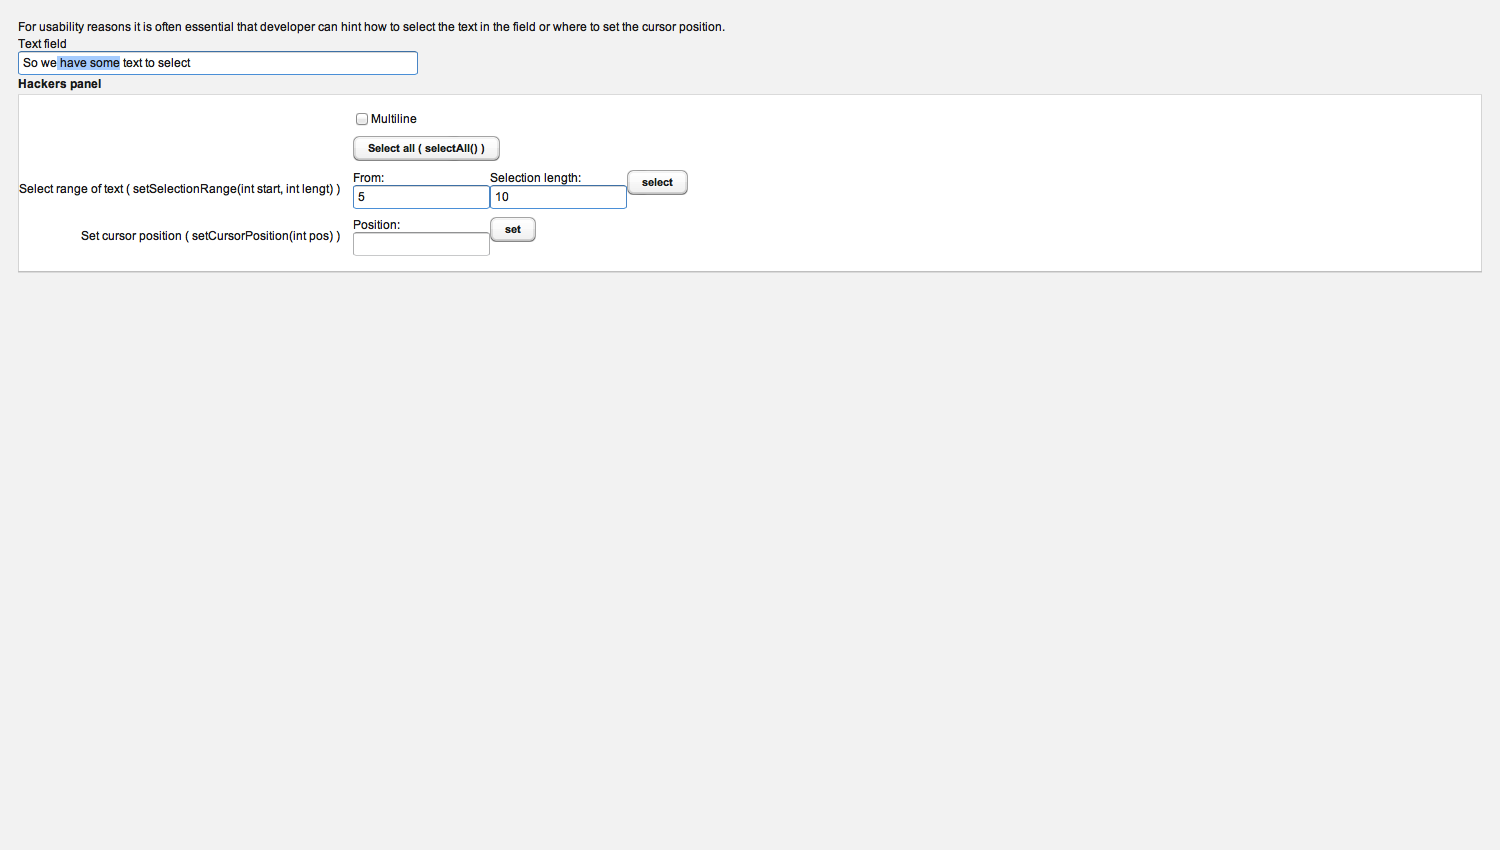 For usability reasons it is often essential that developer can hint how to select the text in the field or where to set the cursor position.
Text field
So we have some text to select
Hackers panel
Multiline
Select all ( selectAll() )
Select range of text ( setSelectionRange(int start, int lengt) )
From:
Selection length:
5
10
select
Set cursor position ( setCursorPosition(int pos) )
Position:
set